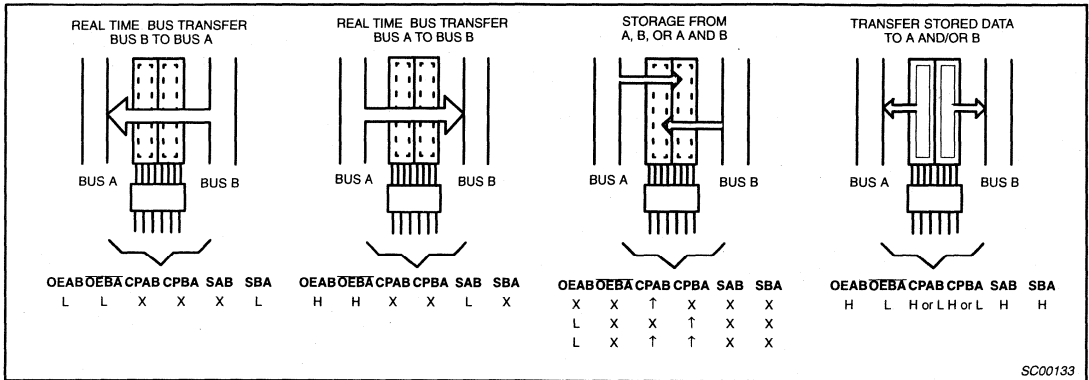 REAL TIME BUS TRANSFER
BUS B TO BUS A
BUS A
BUS B
OEAB OEBA CPAB CPBA SAB SBA
L L X X X L
REAL TIME BUS TRANSFER
BUS A TO BUS B
BUS A
BUS B
OEAB OEBA CPAB CPBA SAB SBA
H H X X L X
STORAGE FROM
A, B, OR A AND B
BUS A
BUS B
OEAB OEBA CPAB CPBA SAB SBA
X X ↑ X X X
L X X ↑ X X
L X ↑ ↑ X X
TRANSFER STORED DATA
TO A AND/OR B
BUS A
BUS B
OEAB OEBA CPAB CPBA SAB SBA
H L H or L H or L H H
SC00133